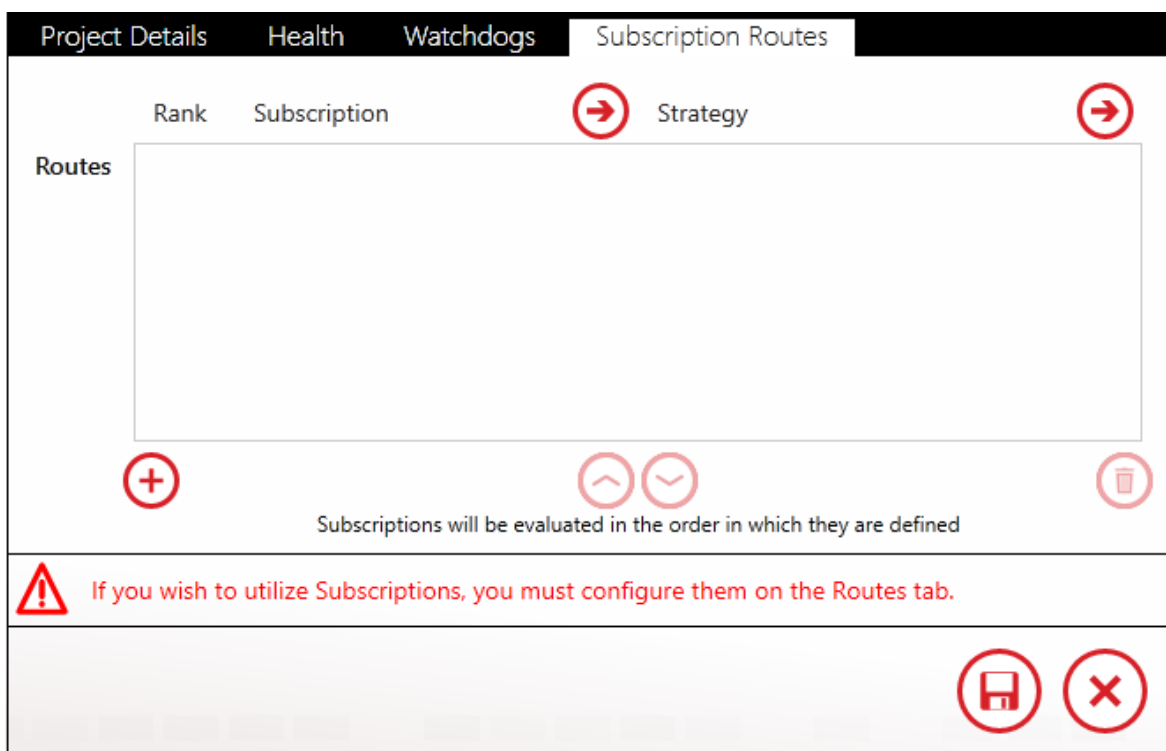 Project Details Health Watchdogs Subscription Routes
Rank Subscription Strategy
Routes
Subscriptions will be evaluated in the order in which they are defined
If you wish to utilize Subscriptions, you must configure them on the Routes tab.